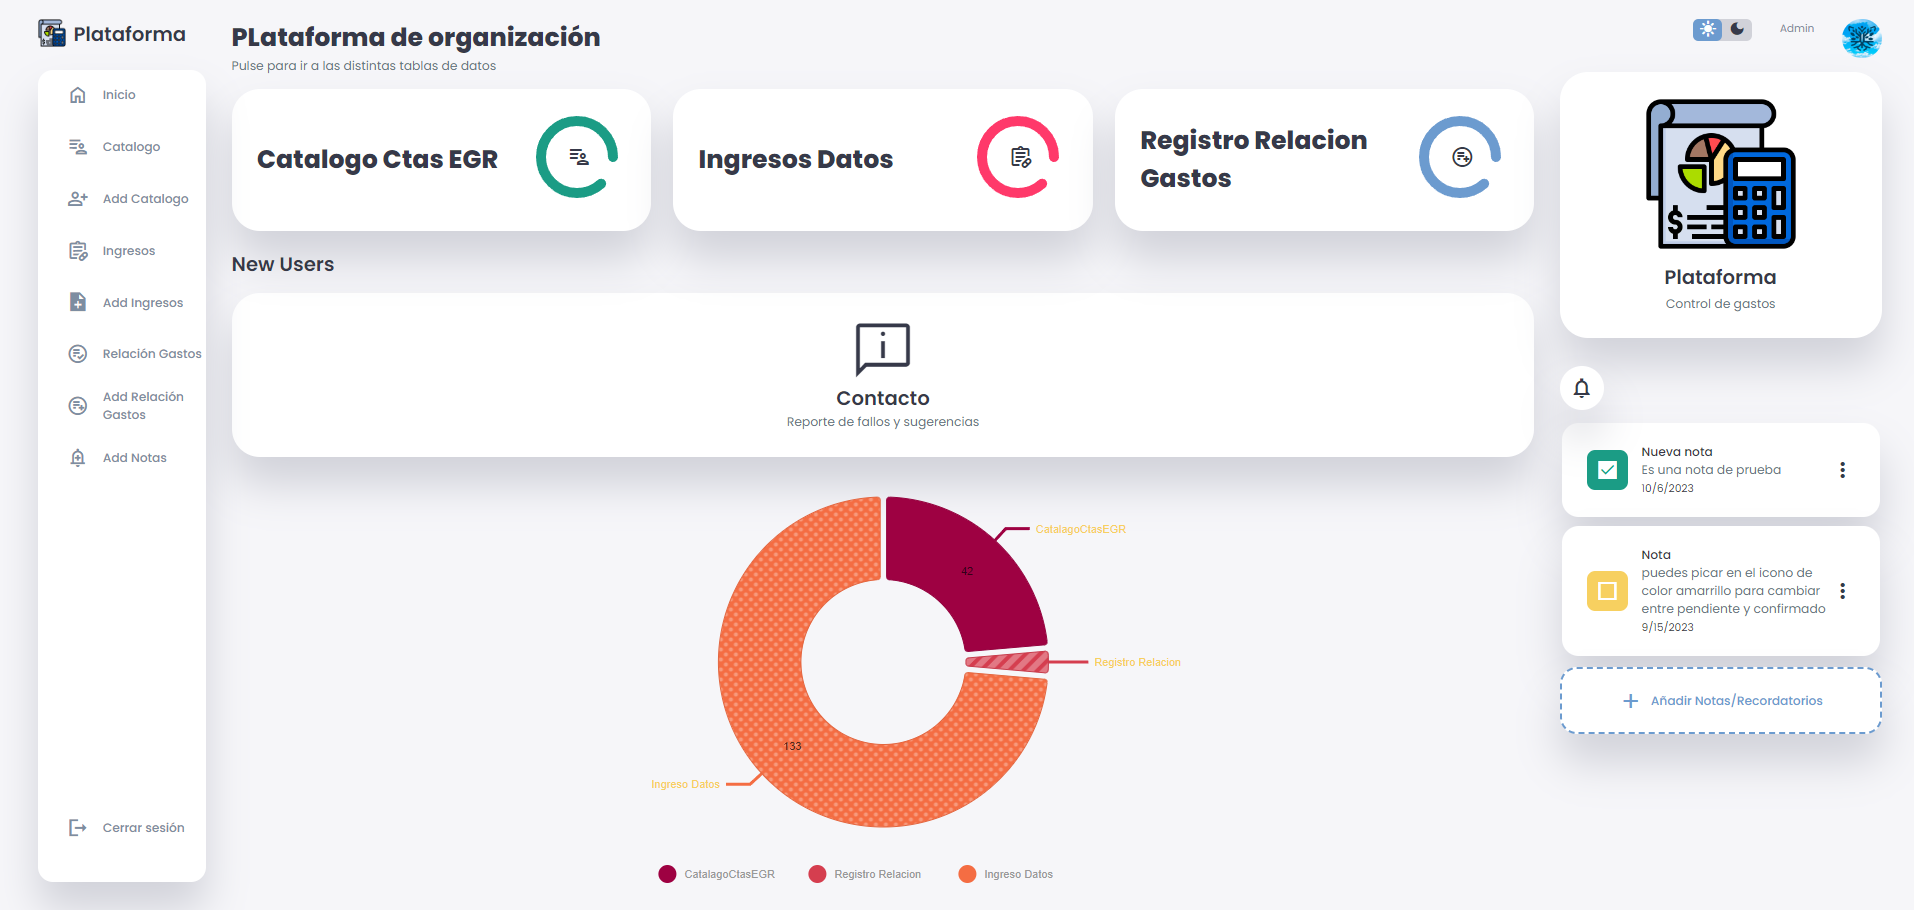 Plataforma
Inicio
Catalogo
Add Catalogo
Ingresos
Add Ingresos
Relación Gastos
Add Relación
Gastos
Add Notas
Cerrar sesión
PLataforma de organización
Pulse para ir a las distintas tablas de datos
Catalogo Ctas EGR
Ingresos Datos
Registro Relacion
Gastos
New Users
Contacto
Reporte de fallos y sugerencias
CatalagoCtasEGR
42
Registro Relacion
133
Ingreso Datos
CatalagoCtasEGR
Registro Relacion
Ingreso Datos
Admin
$
Plataforma
Control de gastos
Nueva nota
Es una nota de prueba
10/6/2023
Nota
puedes picar en el icono de
color amarrillo para cambiar
entre pendiente y confirmado
9/15/2023
Añadir Notas/Recordatorios